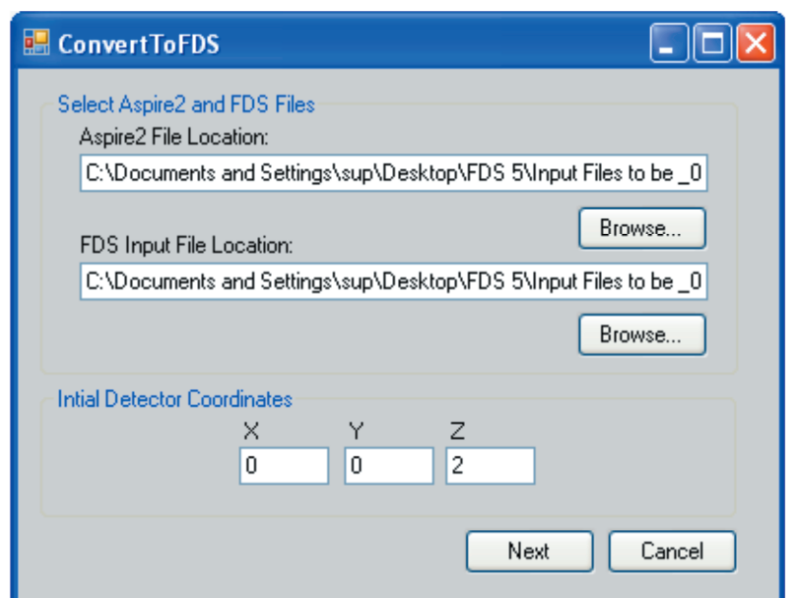 ConvertToFDS
Select Aspire2 and FDS Files
Aspire2 File Location:
C:\Documents and Settings\sup\Desktop\FDS 5\Input Files to be _0
Browse...
FDS Input File Location:
C:\Documents and Settings\sup\Desktop\FDS 5\Input Files to be _0
Browse...
Intial Detector Coordinates
X Y Z
0 0 2
Next Cancel